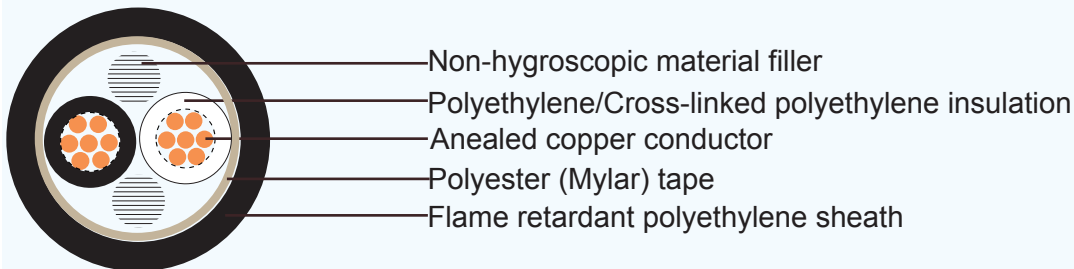 Non-hygroscopic material filler
Polyethylene/Cross-linked polyethylene insulation
Anealed copper conductor
Polyester (Mylar) tape
Flame retardant polyethylene sheath